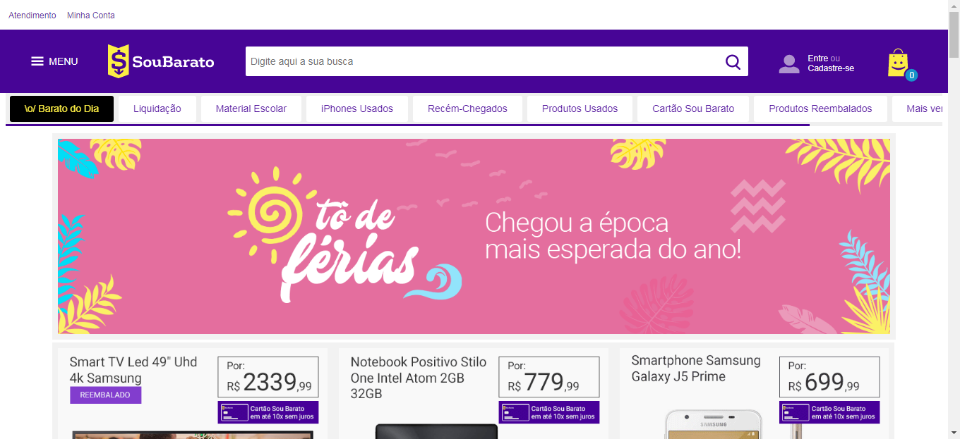 Atendimento Minha Conta
MENU SouBarato Digite aqui a sua busca Entre ou
Cadastre-se
0
\o/ Barato do Dia Liquidação Material Escolar iPhones Usados Recém-Chegados Produtos Usados Cartão Sou Barato Produtos Reembalados Mais ver
tô de
férias
Chegou a época
mais esperada do ano!
Smart TV Led 49" Uhd
4k Samsung
REEMBALADO
Por:
R$ 2339,99
Cartão Sou Barato
em até 10x sem juros
Notebook Positivo Stilo
One Intel Atom 2GB
32GB
Por:
R$ 779,99
Cartão Sou Barato
em até 10x sem juros
Smartphone Samsung
Galaxy J5 Prime
Por:
R$ 699,99
Cartão Sou Barato
em até 10x sem juros